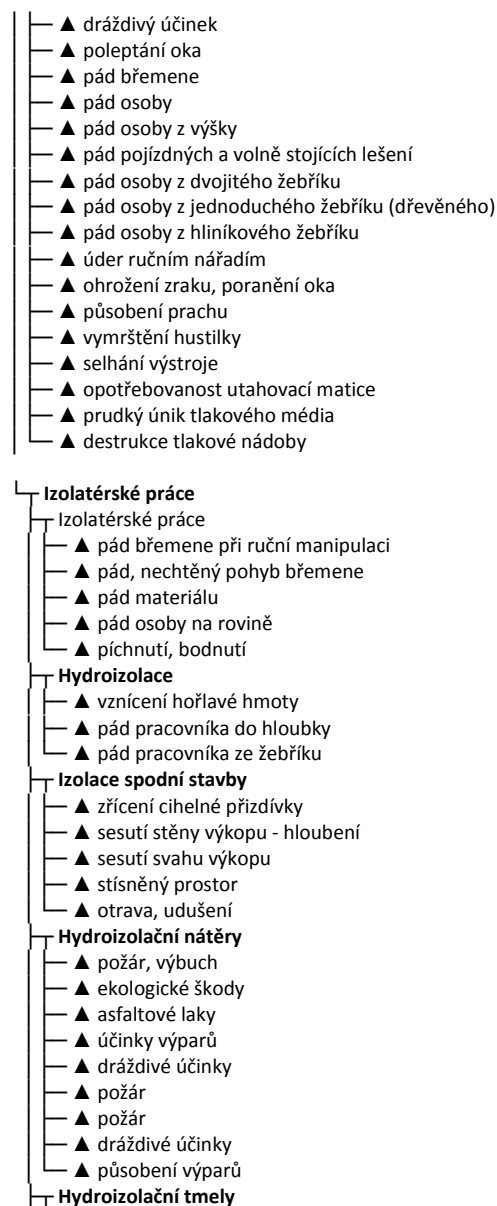 ▲ dráždivý účinek
▲ poleptání oka
▲ pád břemene
▲ pád osoby
▲ pád osoby z výšky
▲ pád pojízdných a volně stojících lešení
▲ pád osoby z dvojitého žebříku
▲ pád osoby z jednoduchého žebříku (dřevěného)
▲ pád osoby z hliníkového žebříku
▲ úder ručním nářadím
▲ ohrožení zraku, poranění oka
▲ působení prachu
▲ vymrštění hustilky
▲ selhání výstroje
▲ opotřebovanost utahovací matice
▲ prudký únik tlakového média
▲ destrukce tlakové nádoby
Izolatérské práce
Izolatérské práce
▲ pád břemene při ruční manipulaci
▲ pád, nechtěný pohyb břemene
▲ pád materiálu
▲ pád osoby na rovině
▲ píchnutí, bodnutí
Hydroizolace
▲ vznícení hořlavé hmoty
▲ pád pracovníka do hloubky
▲ pád pracovníka ze žebříku
Izolace spodní stavby
▲ zřícení cihelné přizdívky
▲ sesutí stěny výkopu - hloubení
▲ sesutí svahu výkopu
▲ stísněný prostor
▲ otrava, udušení
Hydroizolační nátěry
▲ požár, výbuch
▲ ekologické škody
▲ asfaltové laky
▲ účinky výparů
▲ dráždivé účinky
▲ požár
▲ požár
▲ dráždivé účinky
▲ působení výparů
Hydroizolační tmely